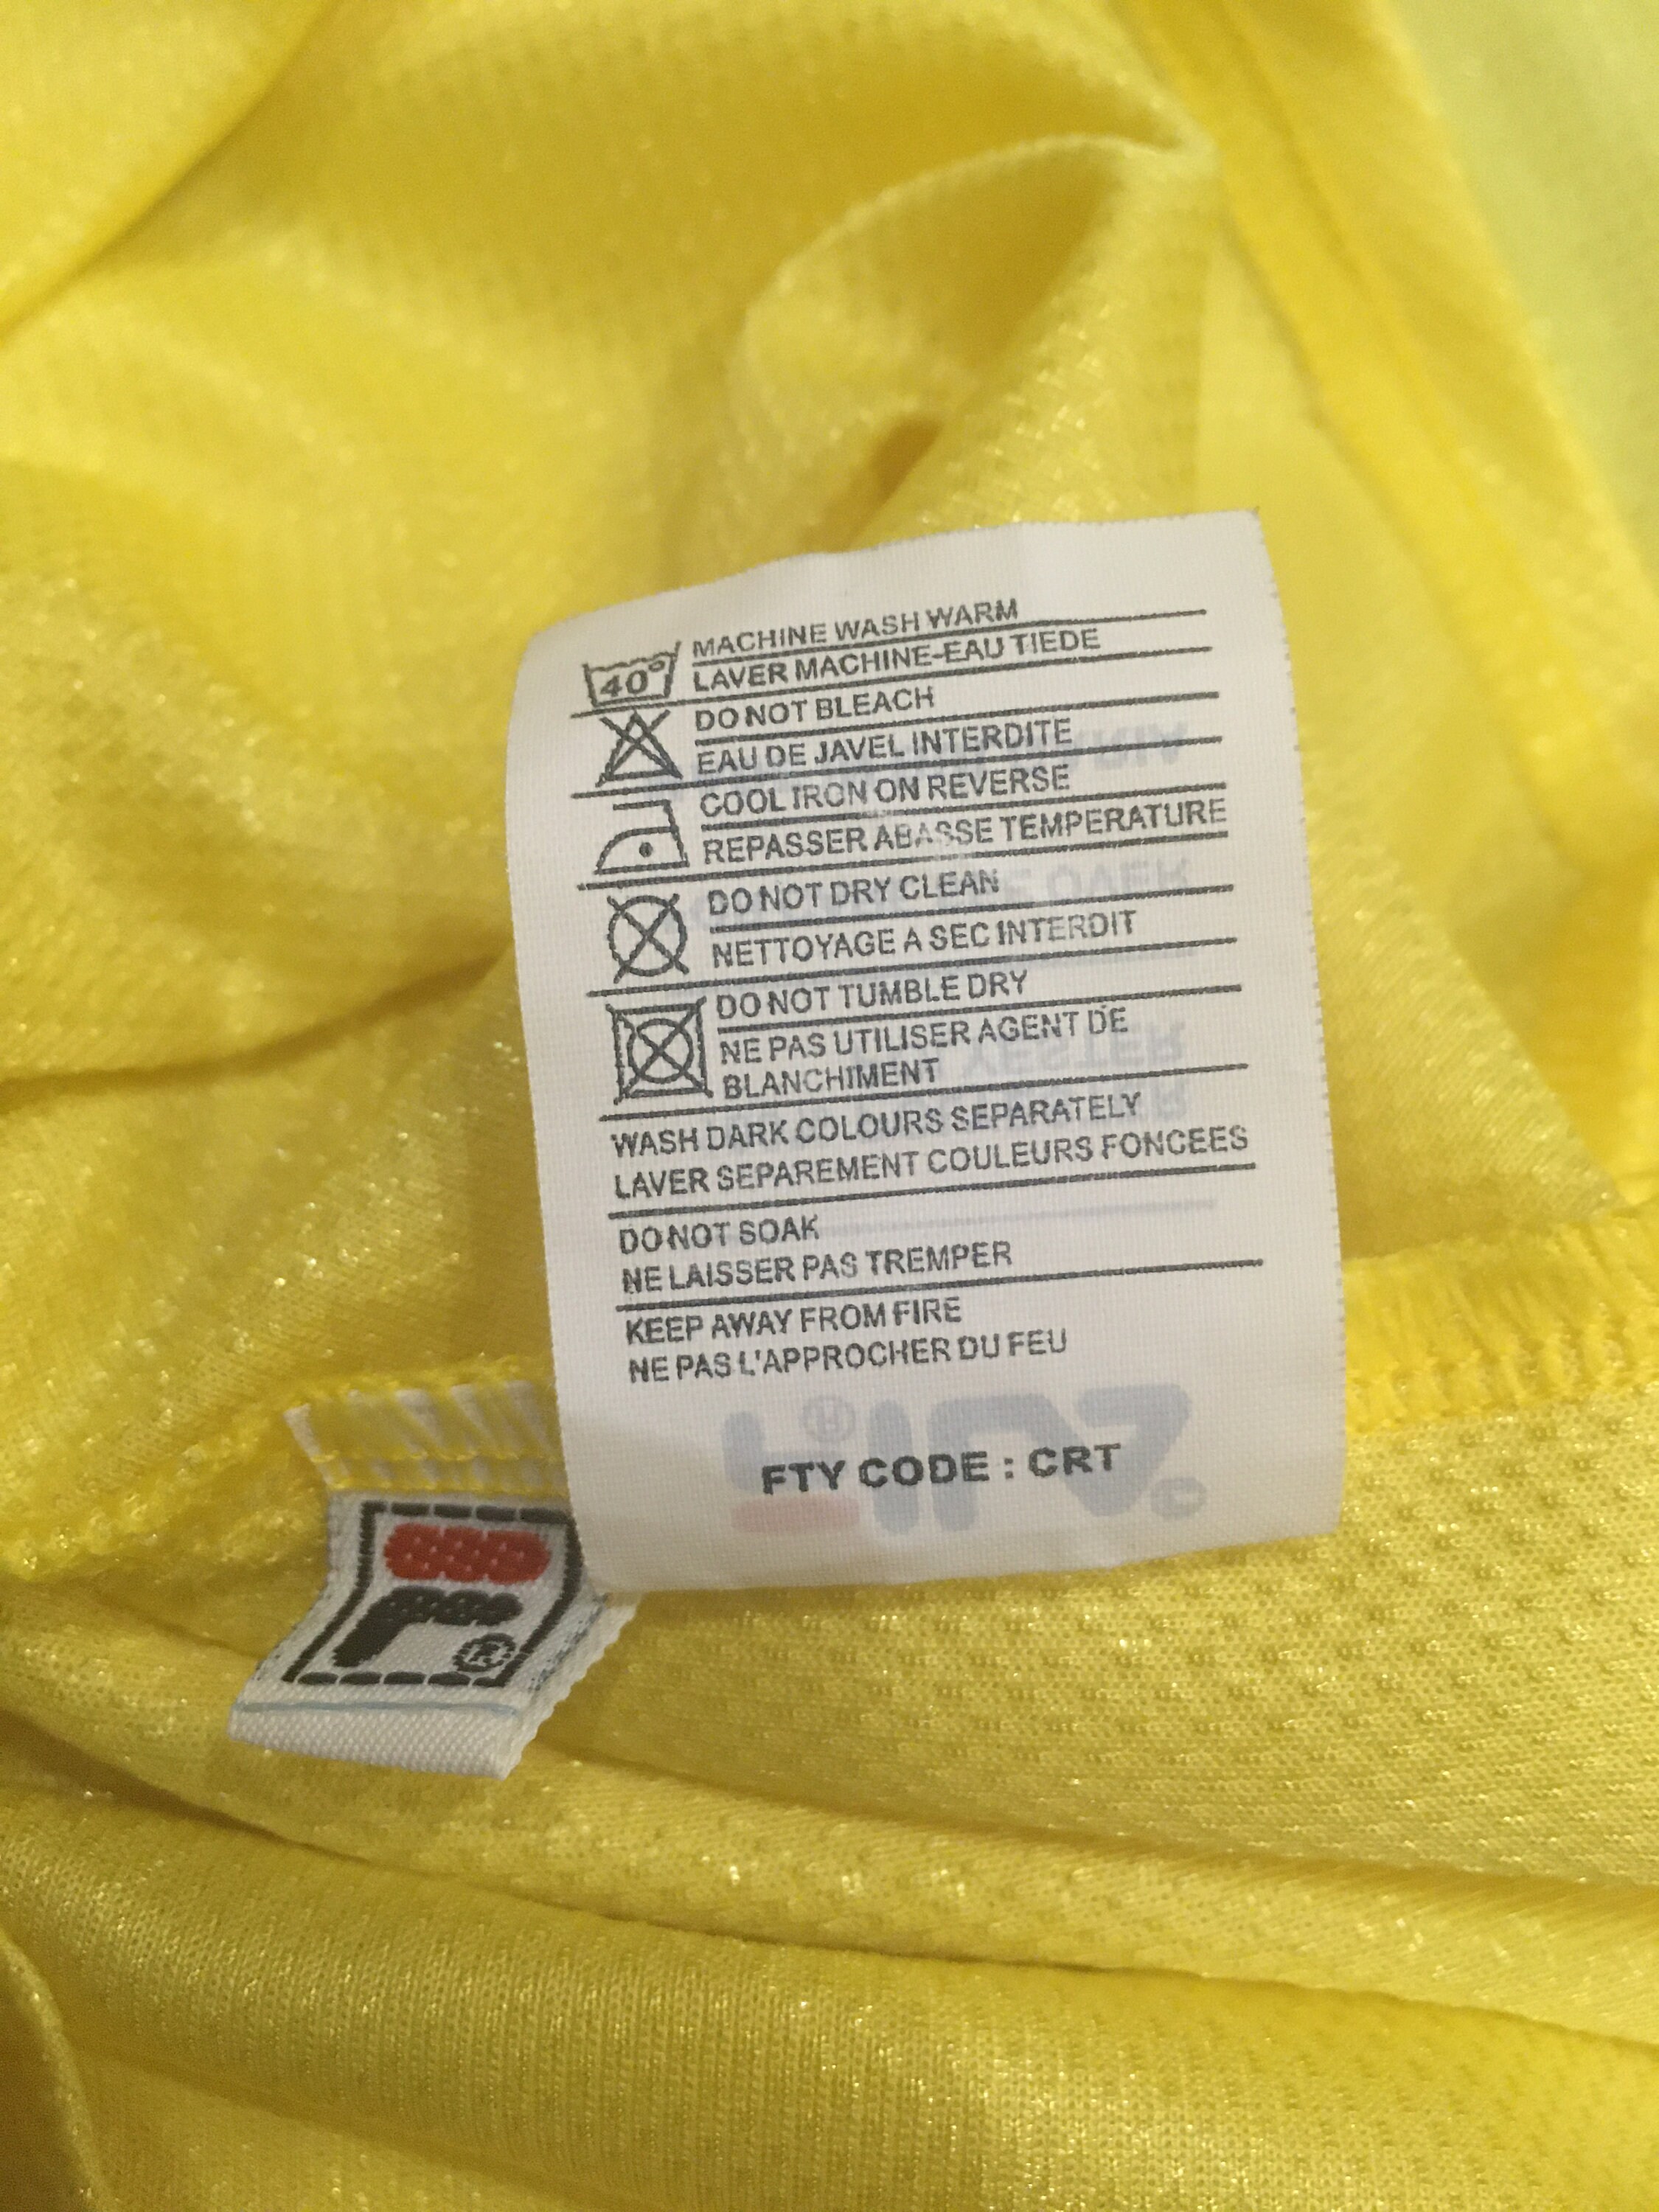 40°
MACHINE WASH WARM
LAVER MACHINE-EAU TIEDE
DO NOT BLEACH
EAU DE JAVEL INTERDITE
COOL IRON ON REVERSE
REPASSER ABASSE TEMPERATURE
DO NOT DRY CLEAN
NETTOYAGE A SEC INTERDIT
DO NOT TUMBLE DRY
NE PAS UTILISER AGENT DE
BLANCHIMENT
WASH DARK COLOURS SEPARATELY
LAVER SEPAREMENT COULEURS FONCEES
DO NOT SOAK
NE LAISSER PAS TREMPER
KEEP AWAY FROM FIRE
NE PAS L'APPROCHER DU FEU
FTY CODE : CRT
F ®